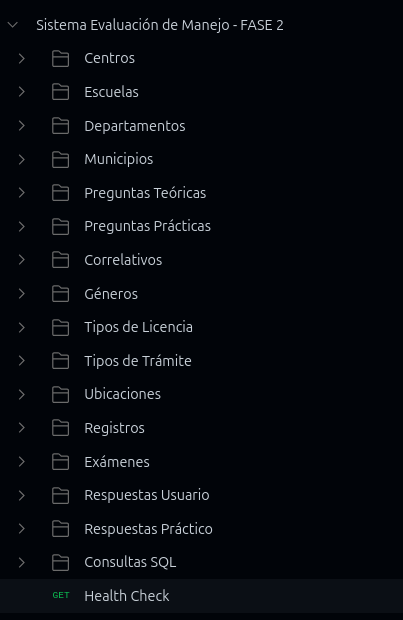 Sistema Evaluación de Manejo - FASE 2
Centros
Escuelas
Departamentos
Municipios
Preguntas Teóricas
Preguntas Prácticas
Correlativos
Géneros
Tipos de Licencia
Tipos de Trámite
Ubicaciones
Registros
Exámenes
Respuestas Usuario
Respuestas Práctico
Consultas SQL
GET Health Check